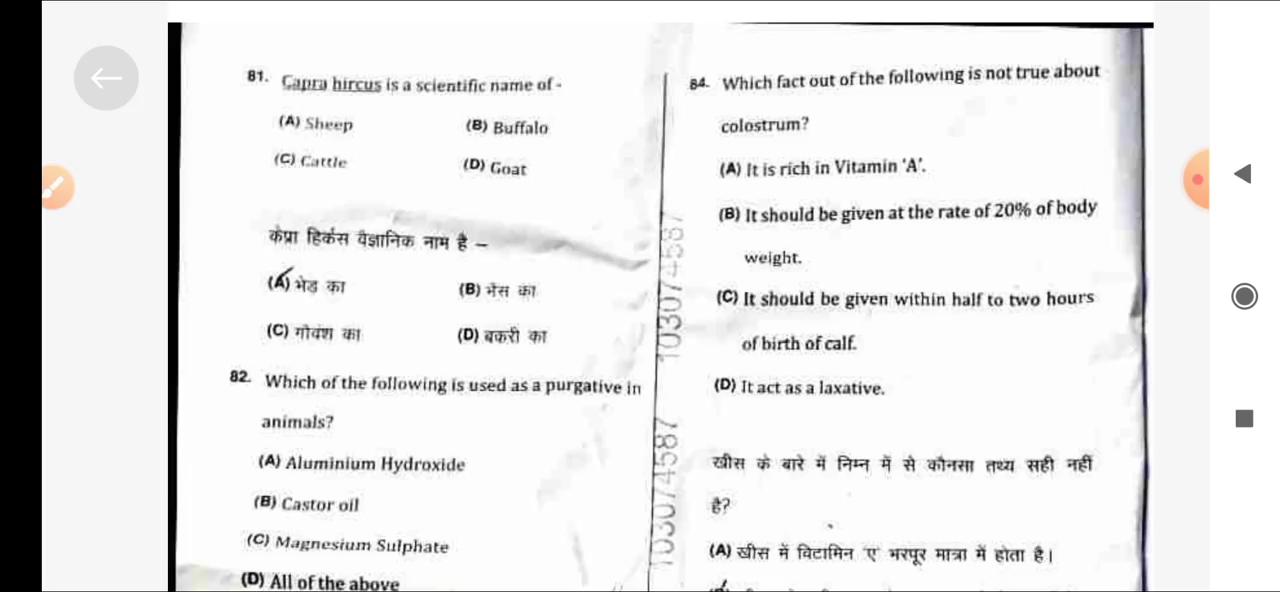 81. Capra hircus is a scientific name of -
(A) Sheep (B) Buffalo
(C) Cattle (D) Goat
केप्रा हिर्कस वैज्ञानिक नाम है –
(A) भेड का (B) भैंस का
(C) गौवंश का (D) बकरी का
82. Which of the following is used as a purgative in
animals?
(A) Aluminium Hydroxide
(B) Castor oil
(C) Magnesium Sulphate
(D) All of the above
103074587 103074587
84. Which fact out of the following is not true about
colostrum?
(A) It is rich in Vitamin 'A'.
(B) It should be given at the rate of 20% of body
weight.
(C) It should be given within half to two hours
of birth of calf.
(D) It act as a laxative.
खीस के बारे में निम्न में से कौनसा तथ्य सही नहीं
है?
(A) खीस में विटामिन 'ए' भरपूर मात्रा में होता है।